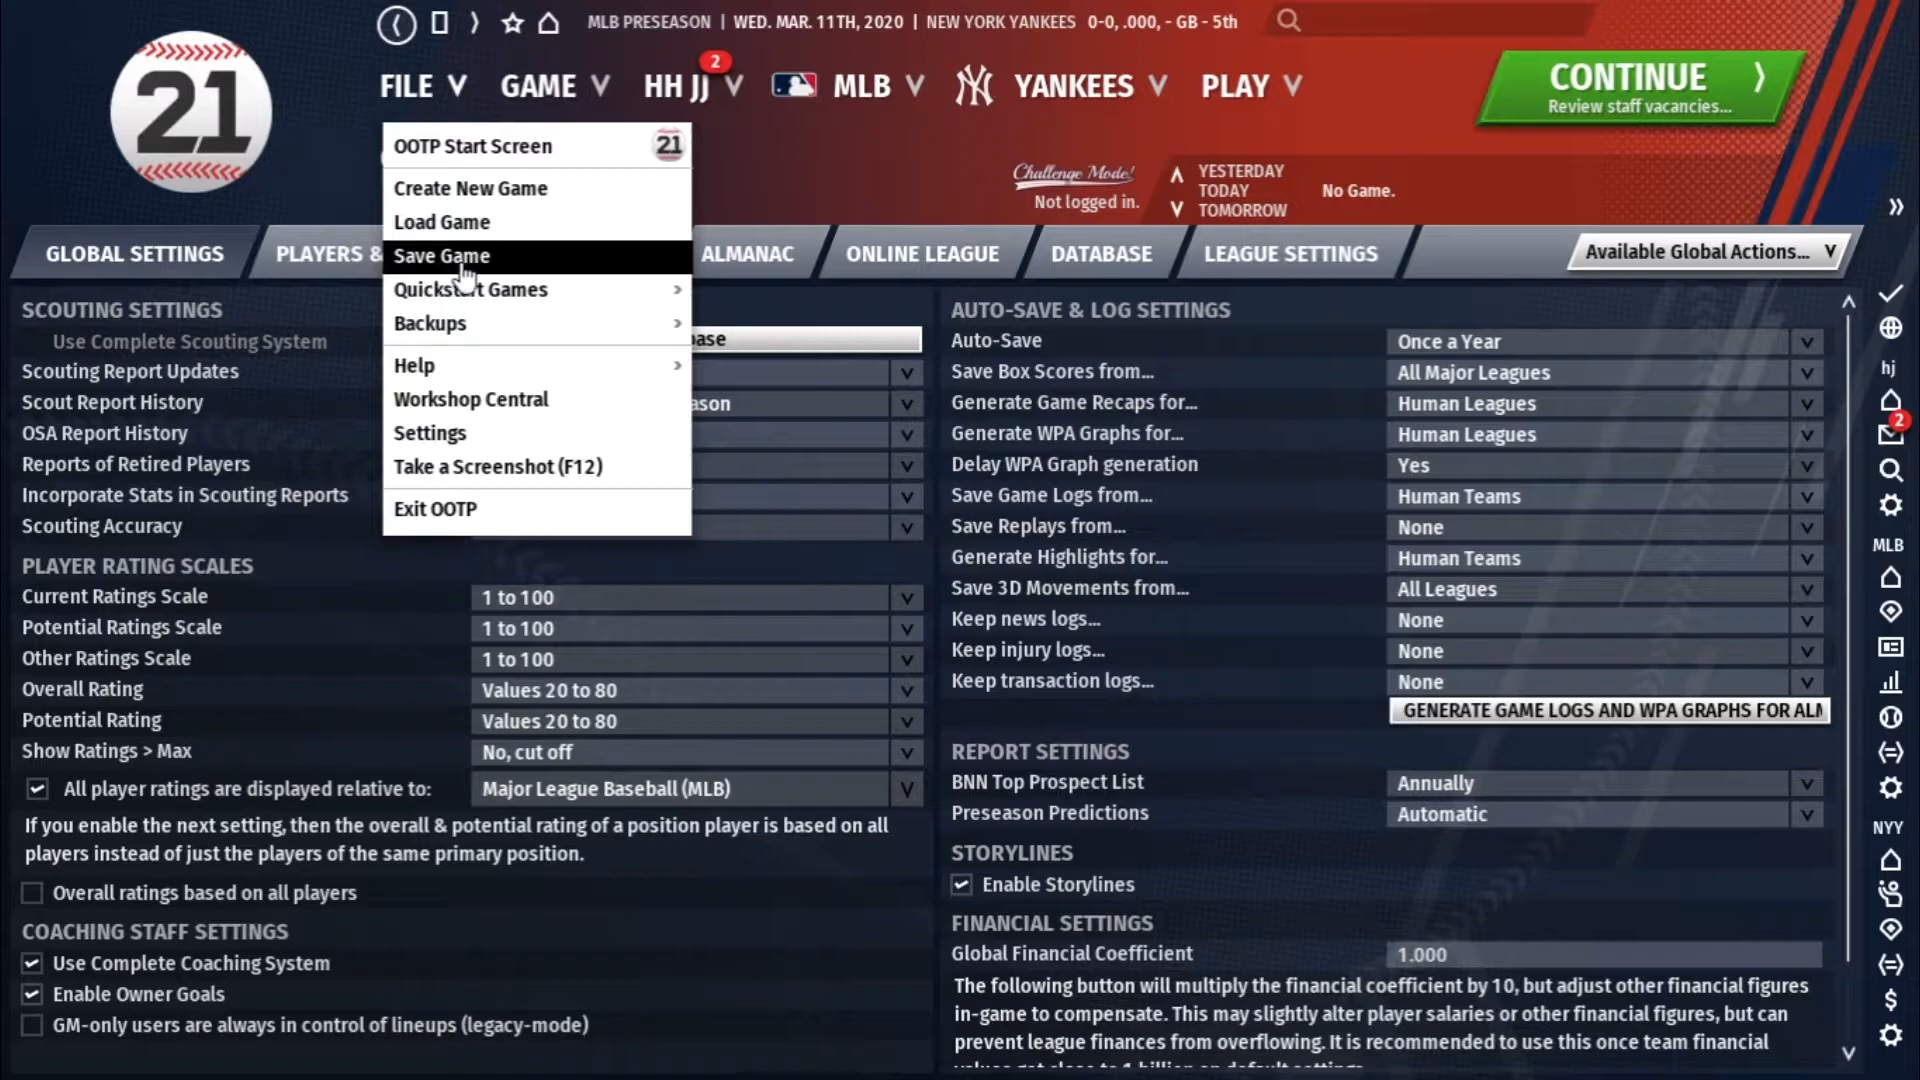 MLB PRESEASON | WED. MAR. 11TH, 2020 | NEW YORK YANKEES 0-0, .000, - GB - 5th
21
FILE GAME HH JJ 2 MLB YANKEES PLAY
CONTINUE
Review staff vacancies...
OOTP Start Screen 21
Create New Game
Load Game
Save Game
Quickstart Games
Backups
Help
Workshop Central
Settings
Take a Screenshot (F12)
Exit OOTP
Challenge Mode!
Not logged in.
YESTERDAY
TODAY
TOMORROW
No Game.
GLOBAL SETTINGS PLAYERS & ALMANAC ONLINE LEAGUE DATABASE LEAGUE SETTINGS Available Global Actions...
SCOUTING SETTINGS
Use Complete Scouting System
Scouting Report Updates
Scout Report History
OSA Report History
Reports of Retired Players
Incorporate Stats in Scouting Reports
Scouting Accuracy
PLAYER RATING SCALES
Current Ratings Scale 1 to 100
Potential Ratings Scale 1 to 100
Other Ratings Scale 1 to 100
Overall Rating Values 20 to 80
Potential Rating Values 20 to 80
Show Ratings > Max No, cut off
All player ratings are displayed relative to: Major League Baseball (MLB)
If you enable the next setting, then the overall & potential rating of a position player is based on all
players instead of just the players of the same primary position.
Overall ratings based on all players
COACHING STAFF SETTINGS
Use Complete Coaching System
Enable Owner Goals
GM-only users are always in control of lineups (legacy-mode)
AUTO-SAVE & LOG SETTINGS
Auto-Save Once a Year
Save Box Scores from... All Major Leagues
Generate Game Recaps for... Human Leagues
Generate WPA Graphs for... Human Leagues
Delay WPA Graph generation Yes
Save Game Logs from... Human Teams
Save Replays from... None
Generate Highlights for... Human Teams
Save 3D Movements from... All Leagues
Keep news logs... None
Keep injury logs... None
Keep transaction logs... None
GENERATE GAME LOGS AND WPA GRAPHS FOR
REPORT SETTINGS
BNN Top Prospect List Annually
Preseason Predictions Automatic
STORYLINES
Enable Storylines
FINANCIAL SETTINGS
Global Financial Coefficient 1.000
The following button will multiply the financial coefficient by 10, but adjust other financial figures
in-game to compensate. This may slightly alter player salaries or other financial figures, but can
prevent league finances from overflowing. It is recommended to use this once team financial
hj
2
MLB
NYY